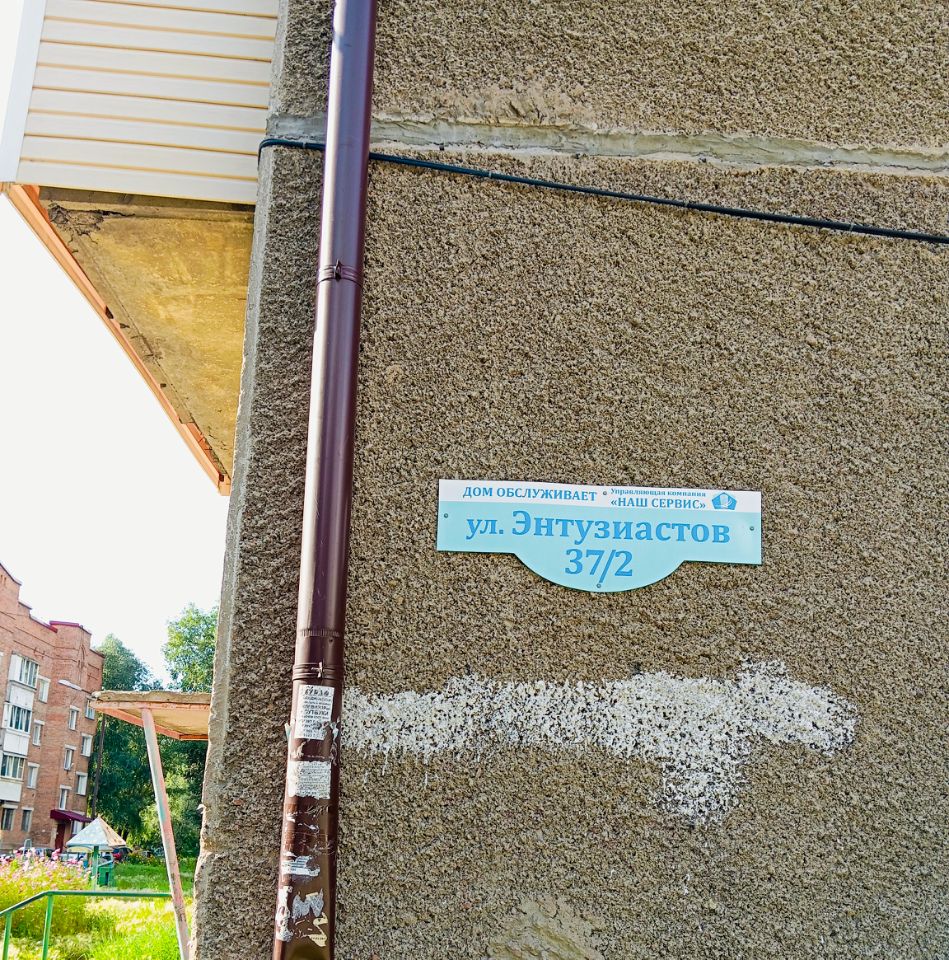 ДОМ ОБСЛУЖИВАЕТ
Управляющая компания
«НАШ СЕРВИС»
ул. Энтузиастов
37/2